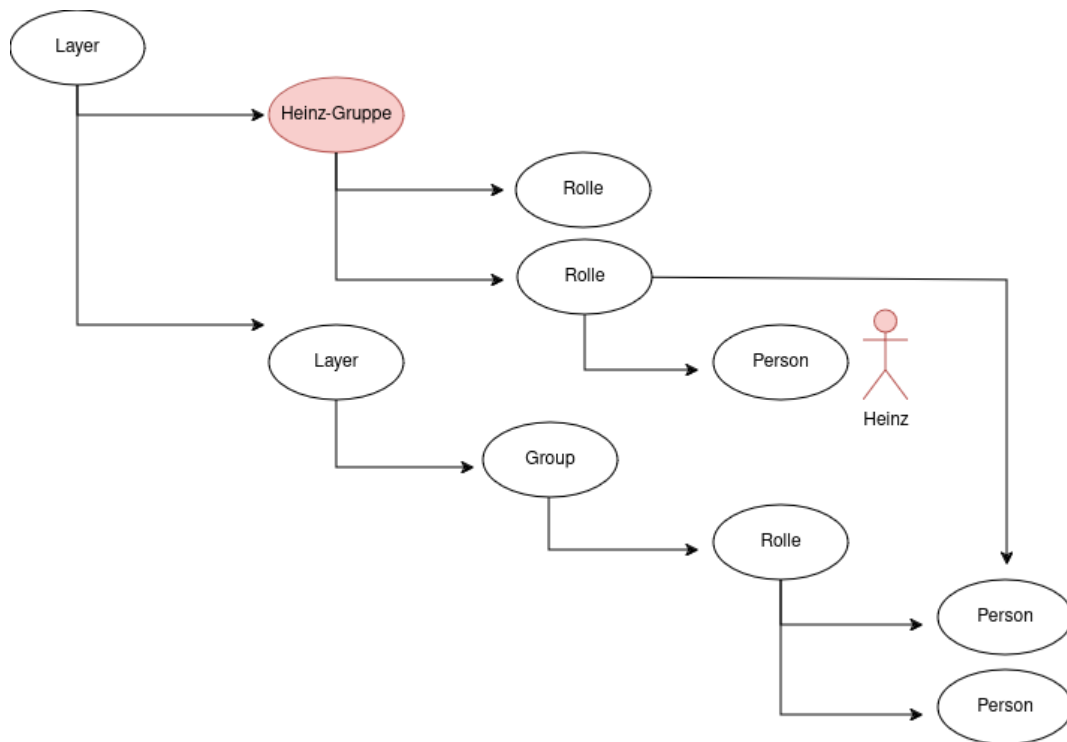 Layer
Heinz-Gruppe
Rolle
Rolle
Layer
Person
Heinz
Group
Rolle
Person
Person